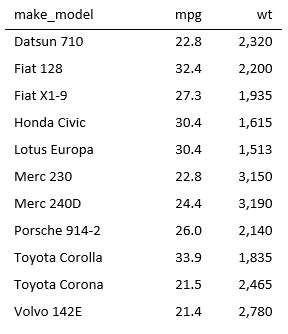 make_model mpg wt
Datsun 710 22.8 2,320
Fiat 128 32.4 2,200
Fiat X1-9 27.3 1,935
Honda Civic 30.4 1,615
Lotus Europa 30.4 1,513
Merc 230 22.8 3,150
Merc 240D 24.4 3,190
Porsche 914-2 26.0 2,140
Toyota Corolla 33.9 1,835
Toyota Corona 21.5 2,465
Volvo 142E 21.4 2,780